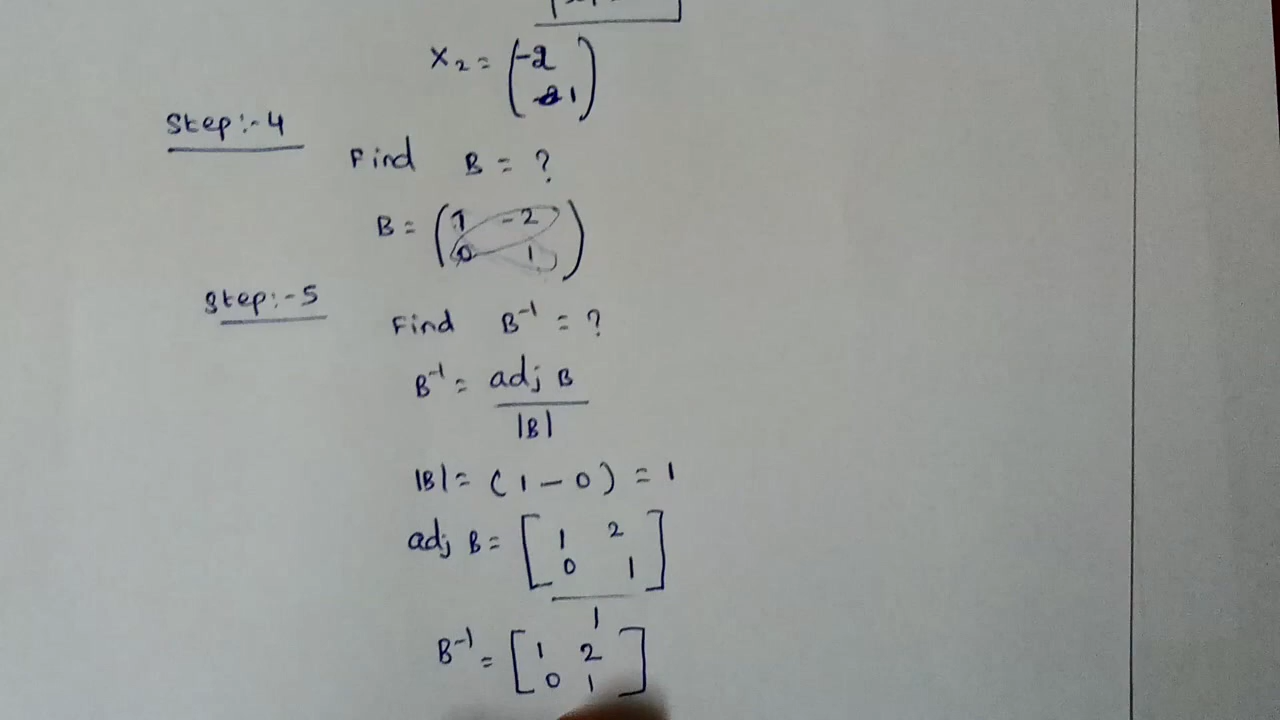 X₂ = (-2
1)
Step:-4
Find B = ?
B = (1 -2
0 1)
Step:-5
Find B⁻¹ = ?
B⁻¹ = adj B
|B|
|B| = (1 - 0) = 1
adj B = [1 2
0 1]
1
B⁻¹ = [1 2
0 1]